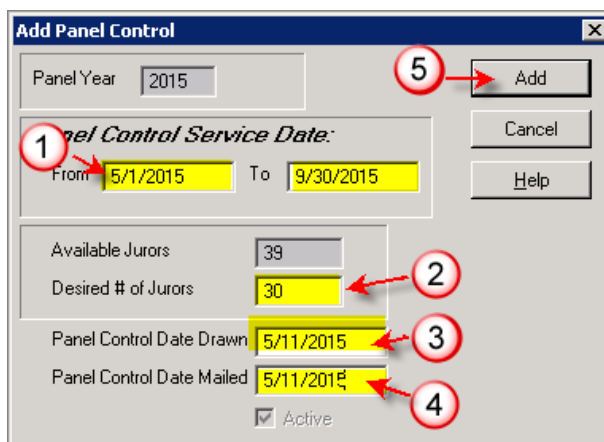 Add Panel Control
Panel Year 2015
5 Add
nel Control Service Date:
Cancel
1
From 5/1/2015 To 9/30/2015
Help
Available Jurors 39
Desired # of Jurors 30
2
Panel Control Date Drawn 5/11/2015
3
Panel Control Date Mailed 5/11/2015
4
Active